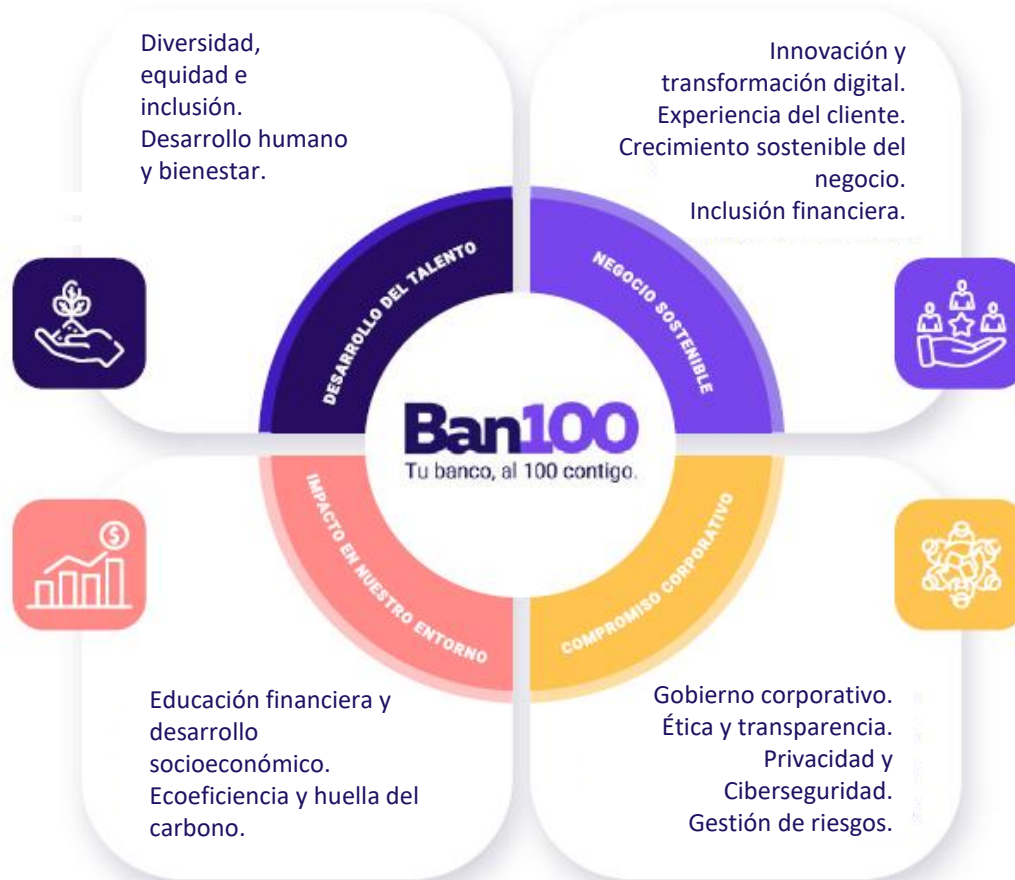 Diversidad,
equidad e
inclusión.
Desarrollo humano
y bienestar.
Innovación y
transformación digital.
Experiencia del cliente.
Crecimiento sostenible del
negocio.
Inclusión financiera.
DESARROLLO DEL TALENTO
NEGOCIO SOSTENIBLE
Ban100
Tu banco, al 100 contigo.
IMPACTO EN NUESTRO ENTORNO
COMPROMISO CORPORATIVO
$
Educación financiera y
desarrollo
socioeconómico.
Ecoeficiencia y huella del
carbono.
Gobierno corporativo.
Ética y transparencia.
Privacidad y
Ciberseguridad.
Gestión de riesgos.